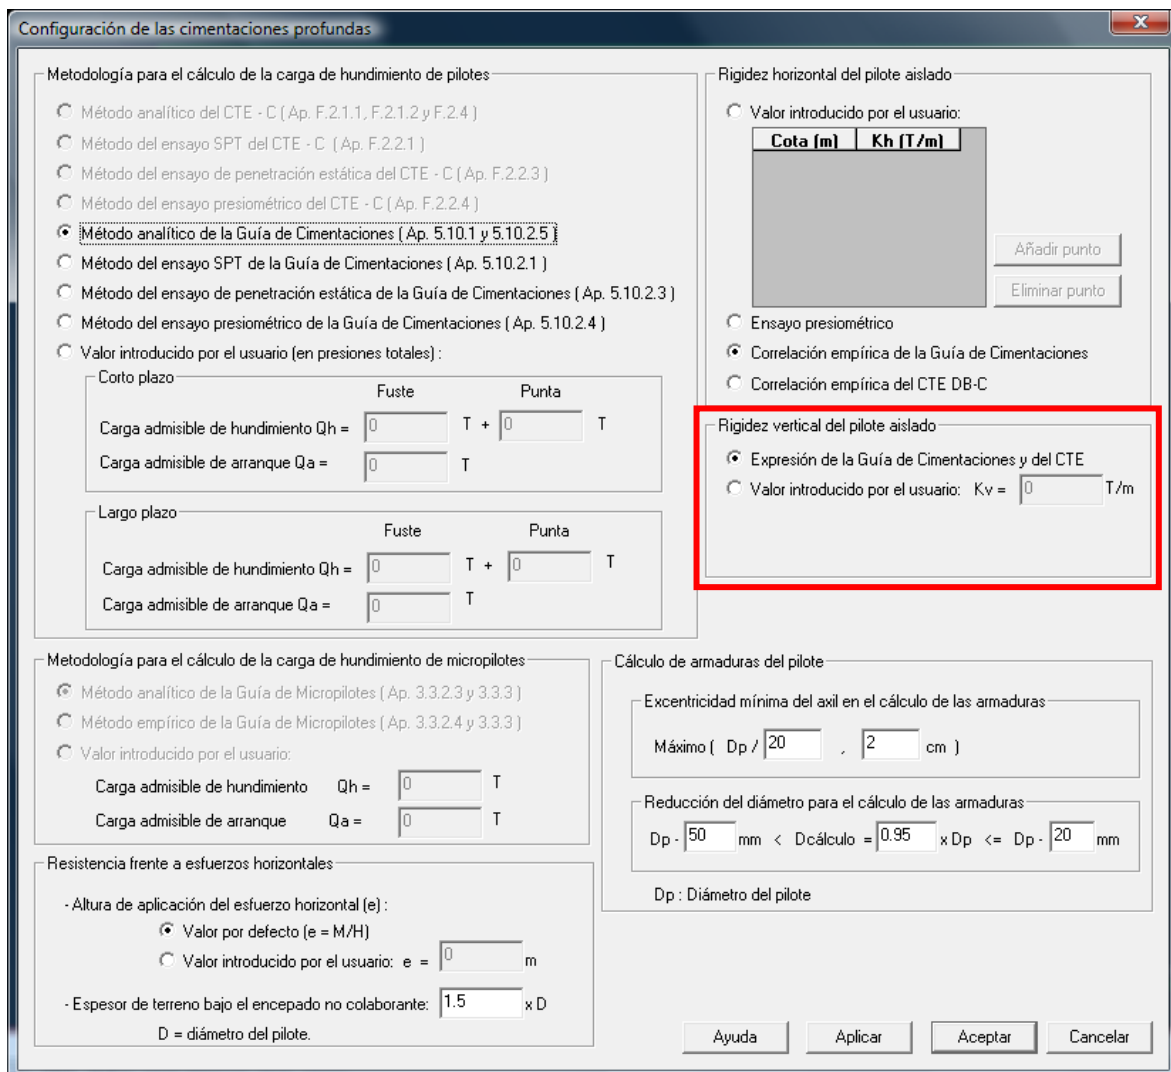 Configuración de las cimentaciones profundas
x
Metodología para el cálculo de la carga de hundimiento de pilotes
Método analítico del CTE - C ( Ap. F.2.1.1, F.2.1.2 y F.2.4 )
Método del ensayo SPT del CTE - C ( Ap. F.2.2.1 )
Método del ensayo de penetración estática del CTE - C ( Ap. F.2.2.3 )
Método del ensayo presiométrico del CTE - C ( Ap. F.2.2.4 )
Método analítico de la Guía de Cimentaciones ( Ap. 5.10.1 y 5.10.2.5 )
Método del ensayo SPT de la Guía de Cimentaciones ( Ap. 5.10.2.1 )
Método del ensayo de penetración estática de la Guía de Cimentaciones ( Ap. 5.10.2.3 )
Método del ensayo presiométrico de la Guía de Cimentaciones ( Ap. 5.10.2.4 )
Valor introducido por el usuario (en presiones totales) :
Corto plazo
Fuste Punta
Carga admisible de hundimiento Qh = 0 T + 0 T
Carga admisible de arranque Qa = 0 T
Largo plazo
Fuste Punta
Carga admisible de hundimiento Qh = 0 T + 0 T
Carga admisible de arranque Qa = 0 T
Rigidez horizontal del pilote aislado
Valor introducido por el usuario:
Cota (m) Kh (T/m)
Añadir punto
Eliminar punto
Ensayo presiométrico
Correlación empírica de la Guía de Cimentaciones
Correlación empírica del CTE DB-C
Rigidez vertical del pilote aislado
Expresión de la Guía de Cimentaciones y del CTE
Valor introducido por el usuario: Kv = 0 T/m
Metodología para el cálculo de la carga de hundimiento de micropilotes
Método analítico de la Guía de Micropilotes ( Ap. 3.3.2.3 y 3.3.3 )
Método empírico de la Guía de Micropilotes ( Ap. 3.3.2.4 y 3.3.3 )
Valor introducido por el usuario:
Carga admisible de hundimiento Qh = 0 T
Carga admisible de arranque Qa = 0 T
Cálculo de armaduras del pilote
Excentricidad mínima del axil en el cálculo de las armaduras
Máximo ( Dp / 20 , 2 cm )
Reducción del diámetro para el cálculo de las armaduras
Dp - 50 mm < Dcálculo = 0.95 x Dp <= Dp - 20 mm
Dp : Diámetro del pilote
Resistencia frente a esfuerzos horizontales
- Altura de aplicación del esfuerzo horizontal (e) :
Valor por defecto (e = M/H)
Valor introducido por el usuario: e = 0 m
- Espesor de terreno bajo el encepado no colaborante: 1.5 x D
D = diámetro del pilote.
Ayuda Aplicar Aceptar Cancelar